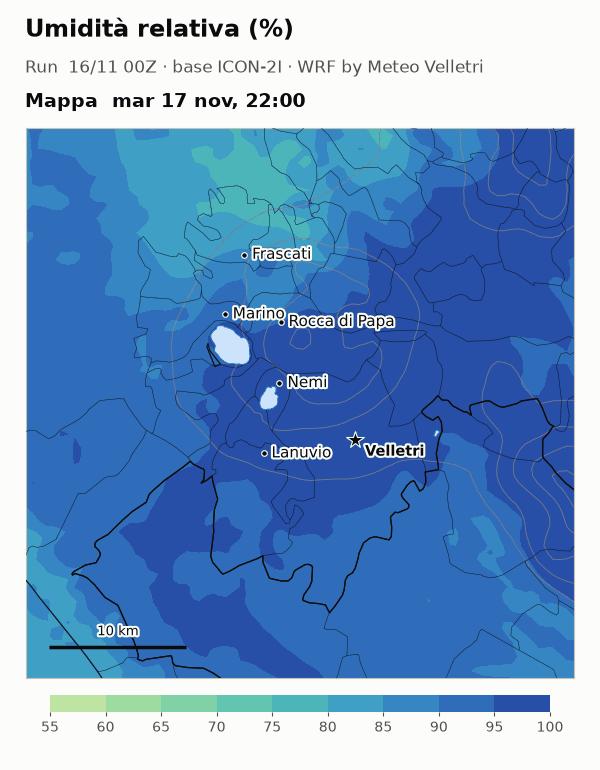 Umidità relativa (%)
Run  16/11 00Z · base ICON-2I · WRF by Meteo Velletri
Mappa  mar 17 nov, 22:00
Frascati
Marino
Rocca di Papa
Nemi
Lanuvio
Velletri
10 km
55 60 65 70 75 80 85 90 95 100